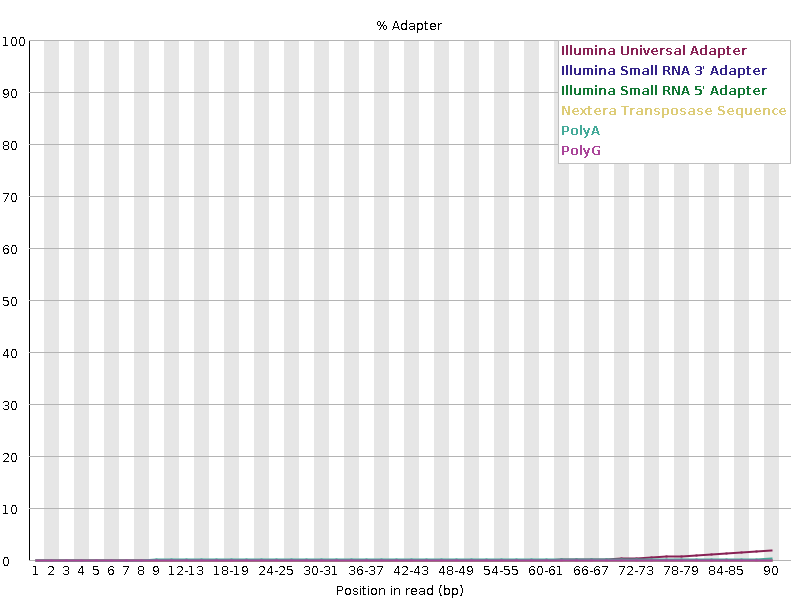 % Adapter
100
90
80
70
60
50
40
30
20
10
0
Illumina Universal Adapter
Illumina Small RNA 3' Adapter
Illumina Small RNA 5' Adapter
Nextera Transposase Sequence
PolyA
PolyG
1 2 3 4 5 6 7 8 9 12-13 18-19 24-25 30-31 36-37 42-43 48-49 54-55 60-61 66-67 72-73 78-79 84-85 90
Position in read (bp)